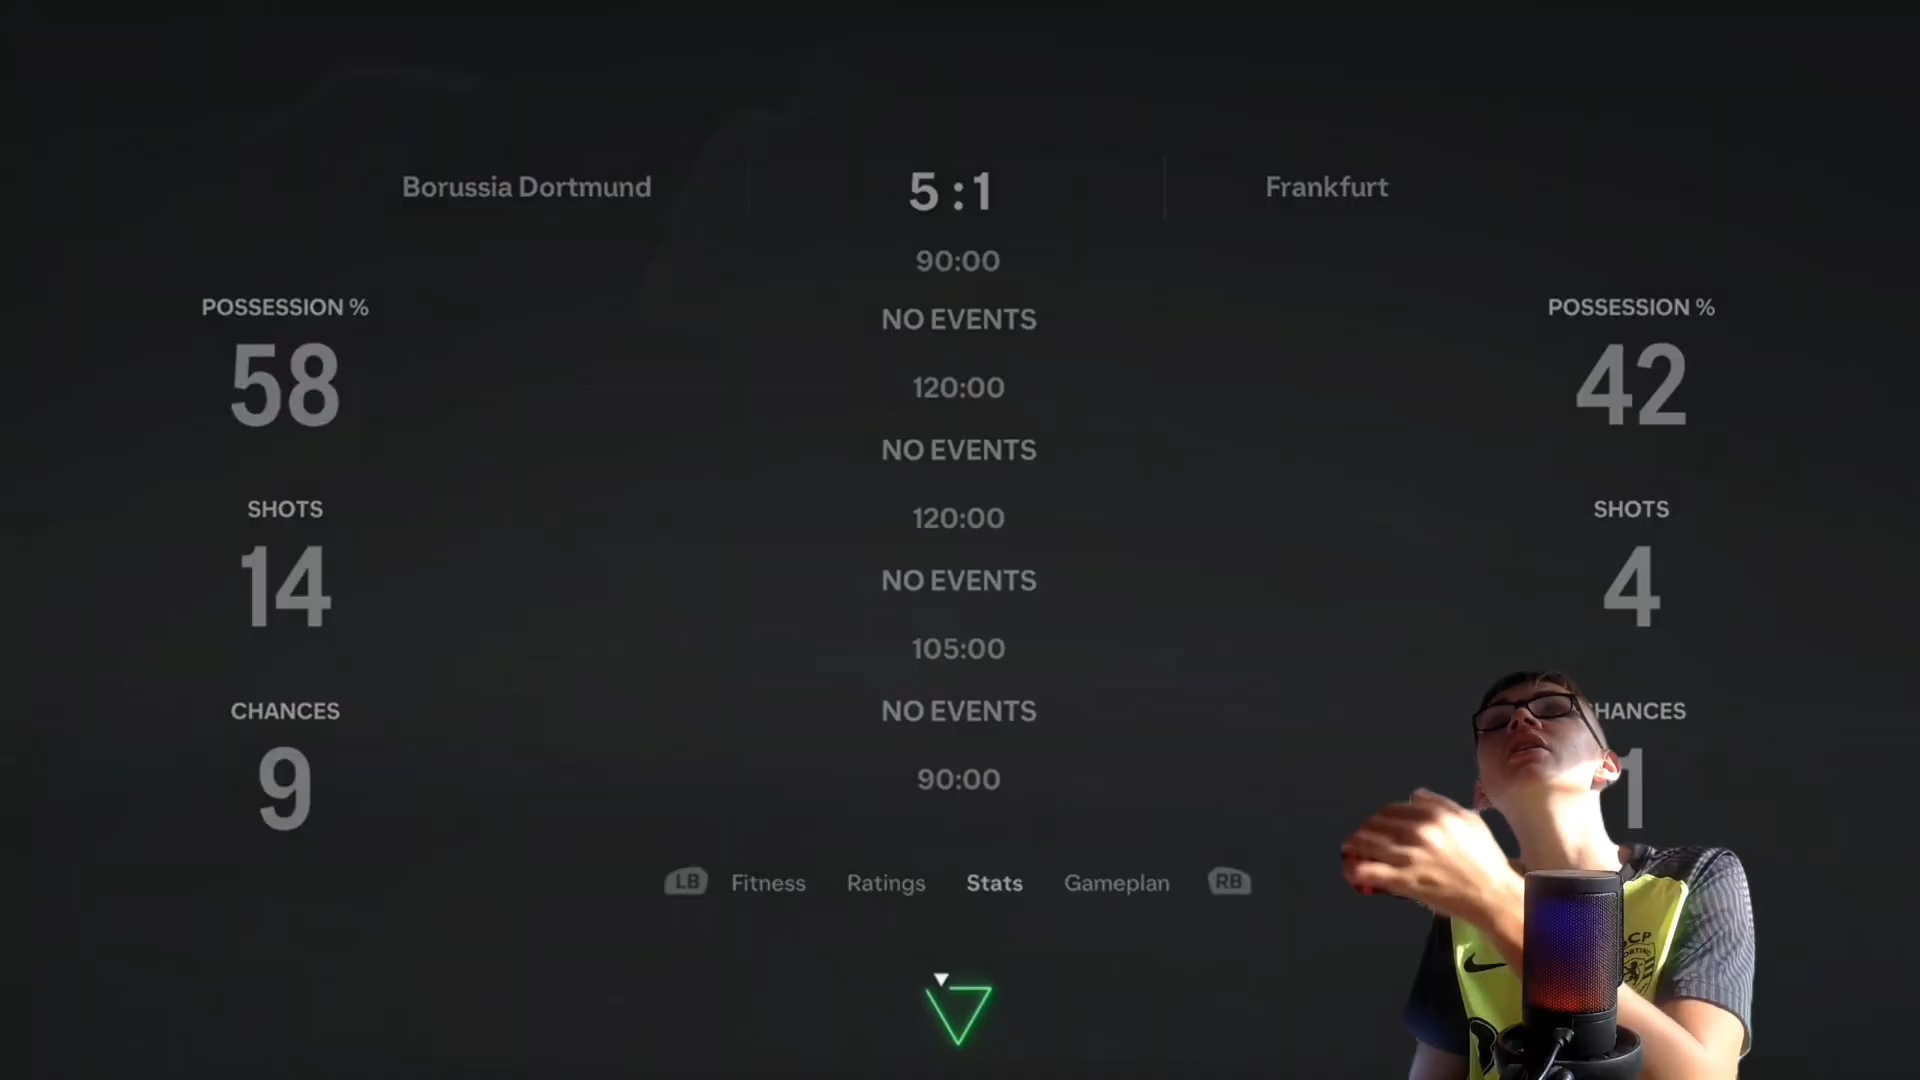 Borussia Dortmund 5 : 1 Frankfurt
90:00
POSSESSION % NO EVENTS POSSESSION %
58 120:00 42
NO EVENTS
SHOTS 120:00 SHOTS
14 NO EVENTS 4
105:00
CHANCES NO EVENTS HANCES
9 90:00 1
LB Fitness Ratings Stats Gameplan RB
SCP